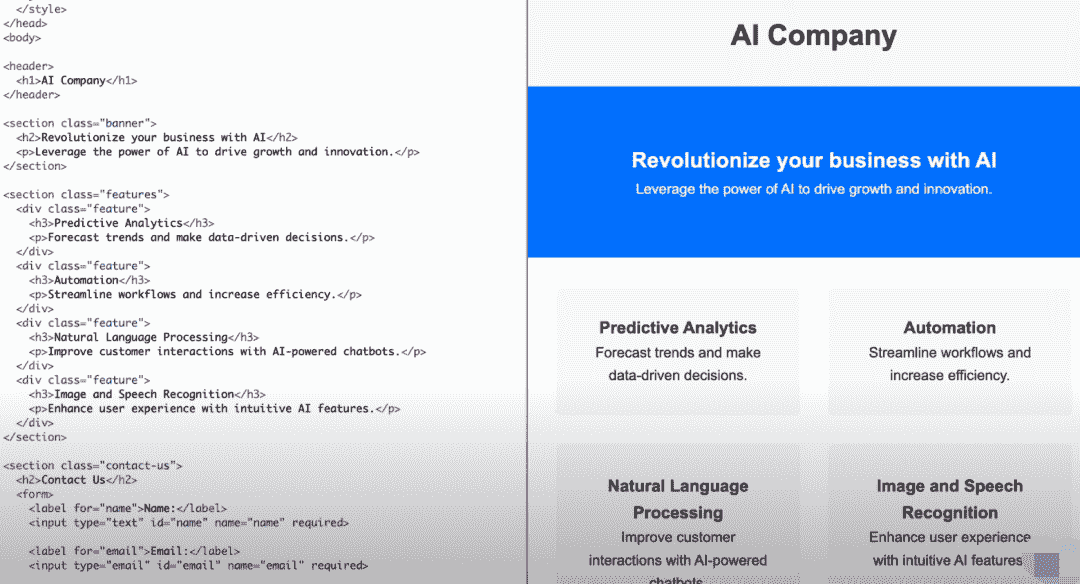 </style>
</head>
<body>
<header>
<h1>AI Company</h1>
</header>
<section class="banner">
<h2>Revolutionize your business with AI</h2>
<p>Leverage the power of AI to drive growth and innovation.</p>
</section>
<section class="features">
<div class="feature">
<h3>Predictive Analytics</h3>
<p>Forecast trends and make data-driven decisions.</p>
</div>
<div class="feature">
<h3>Automation</h3>
<p>Streamline workflows and increase efficiency.</p>
</div>
<div class="feature">
<h3>Natural Language Processing</h3>
<p>Improve customer interactions with AI-powered chatbots.</p>
</div>
<div class="feature">
<h3>Image and Speech Recognition</h3>
<p>Enhance user experience with intuitive AI features.</p>
</div>
</section>
<section class="contact-us">
<h2>Contact Us</h2>
<form>
<label for="name">Name:</label>
<input type="text" id="name" name="name" required>
<label for="email">Email:</label>
<input type="email" id="email" name="email" required>
AI Company
Revolutionize your business with AI
Leverage the power of AI to drive growth and innovation.
Predictive Analytics
Forecast trends and make
data-driven decisions.
Automation
Streamline workflows and
increase efficiency.
Natural Language
Processing
Improve customer
interactions with AI-powered
chatbots.
Image and Speech
Recognition
Enhance user experience
with intuitive AI features.